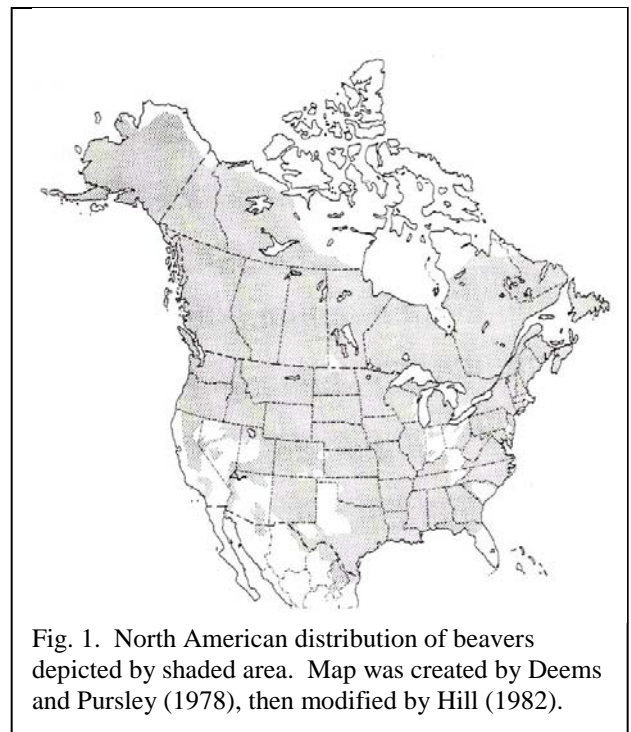 Fig. 1.  North American distribution of beavers
depicted by shaded area.  Map was created by Deems
and Pursley (1978), then modified by Hill (1982).